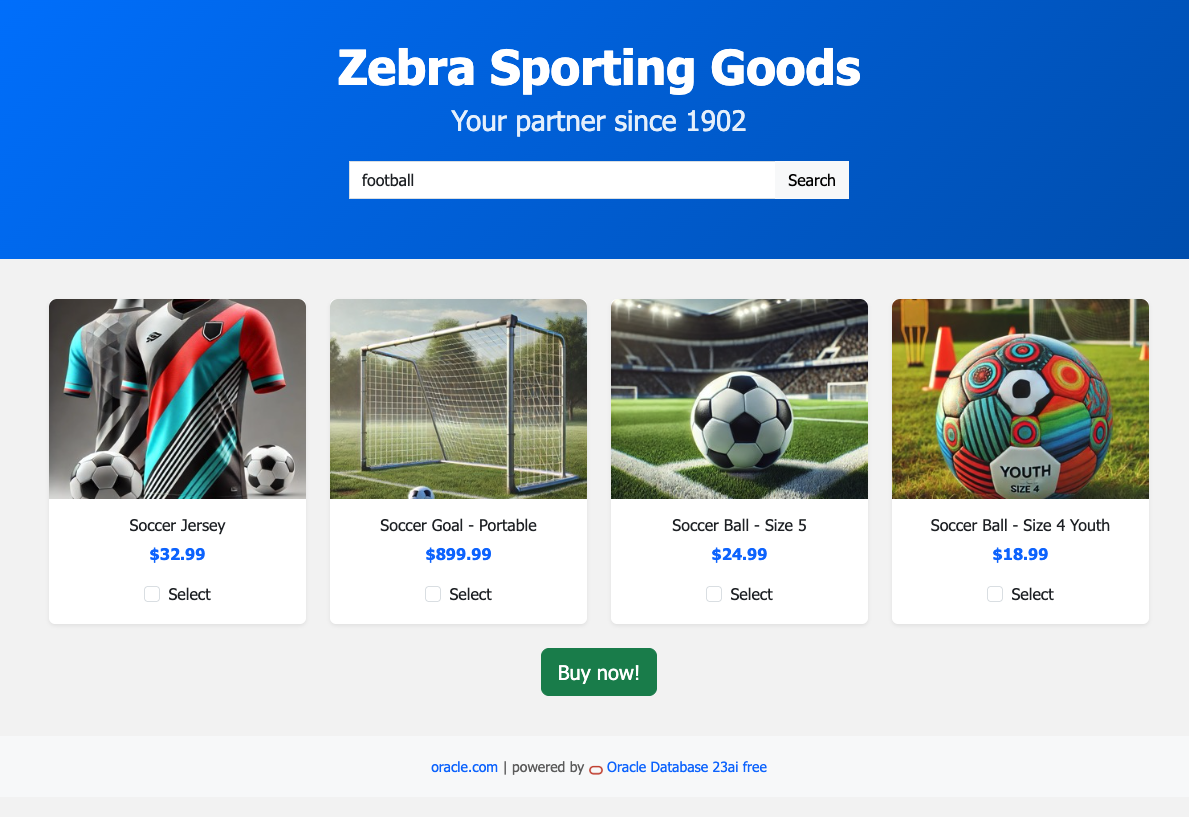 Zebra Sporting Goods
Your partner since 1902
football
Search
YOUTH
SIZE 4
Soccer Jersey
$32.99
Select
Soccer Goal - Portable
$899.99
Select
Soccer Ball - Size 5
$24.99
Select
Soccer Ball - Size 4 Youth
$18.99
Select
Buy now!
oracle.com | powered by Oracle Database 23ai free